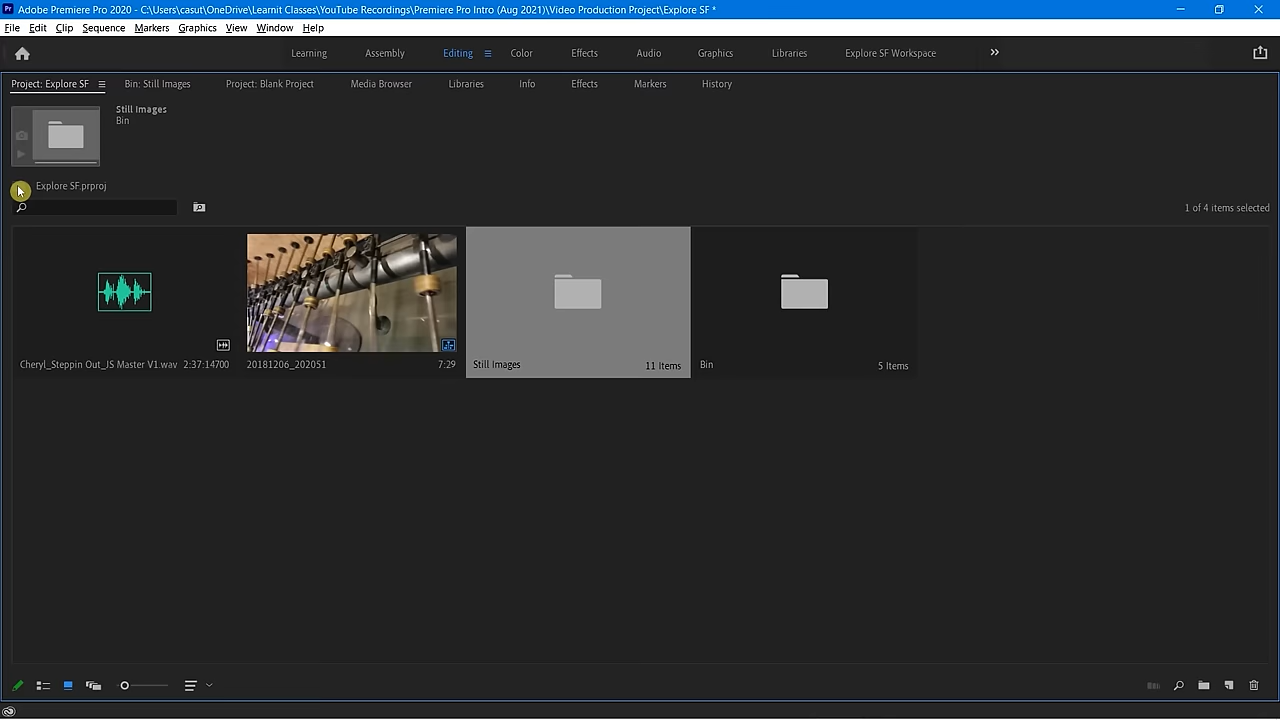 Pr Adobe Premiere Pro 2020 - C:\Users\casut\OneDrive\Learnit Classes\YouTube Recordings\Premiere Pro Intro (Aug 2021)\Video Production Project\Explore SF *
File Edit Clip Sequence Markers Graphics View Window Help
Learning Assembly Editing Color Effects Audio Graphics Libraries Explore SF Workspace
Project: Explore SF Bin: Still Images Project: Blank Project Media Browser Libraries Info Effects Markers History
Still Images
Bin
Explore SF.prproj
1 of 4 items selected
Cheryl_Steppin Out_JS Master V1.wav 2:37:14700 20181206_202051 7:29 Still Images 11 Items Bin 5 Items